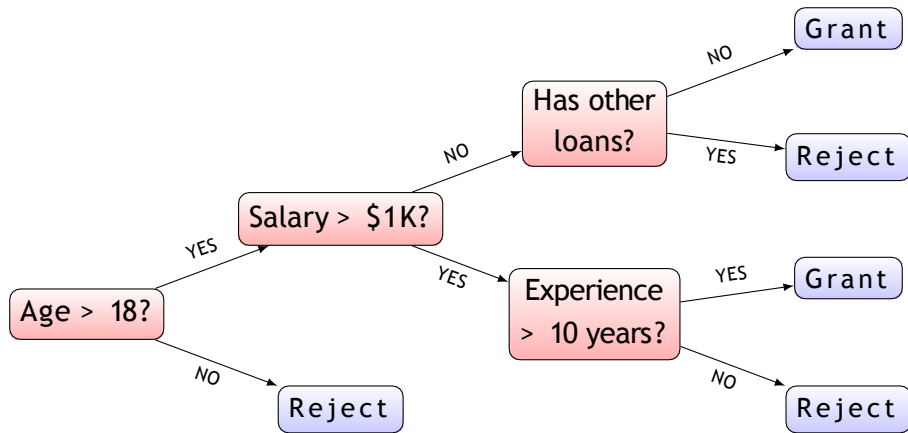 Grant
NO
Has other
loans?
YES
Reject
NO
Salary > $1K?
YES
YES
Experience
> 10 years?
YES
Grant
NO
Reject
Age > 18?
NO
Reject